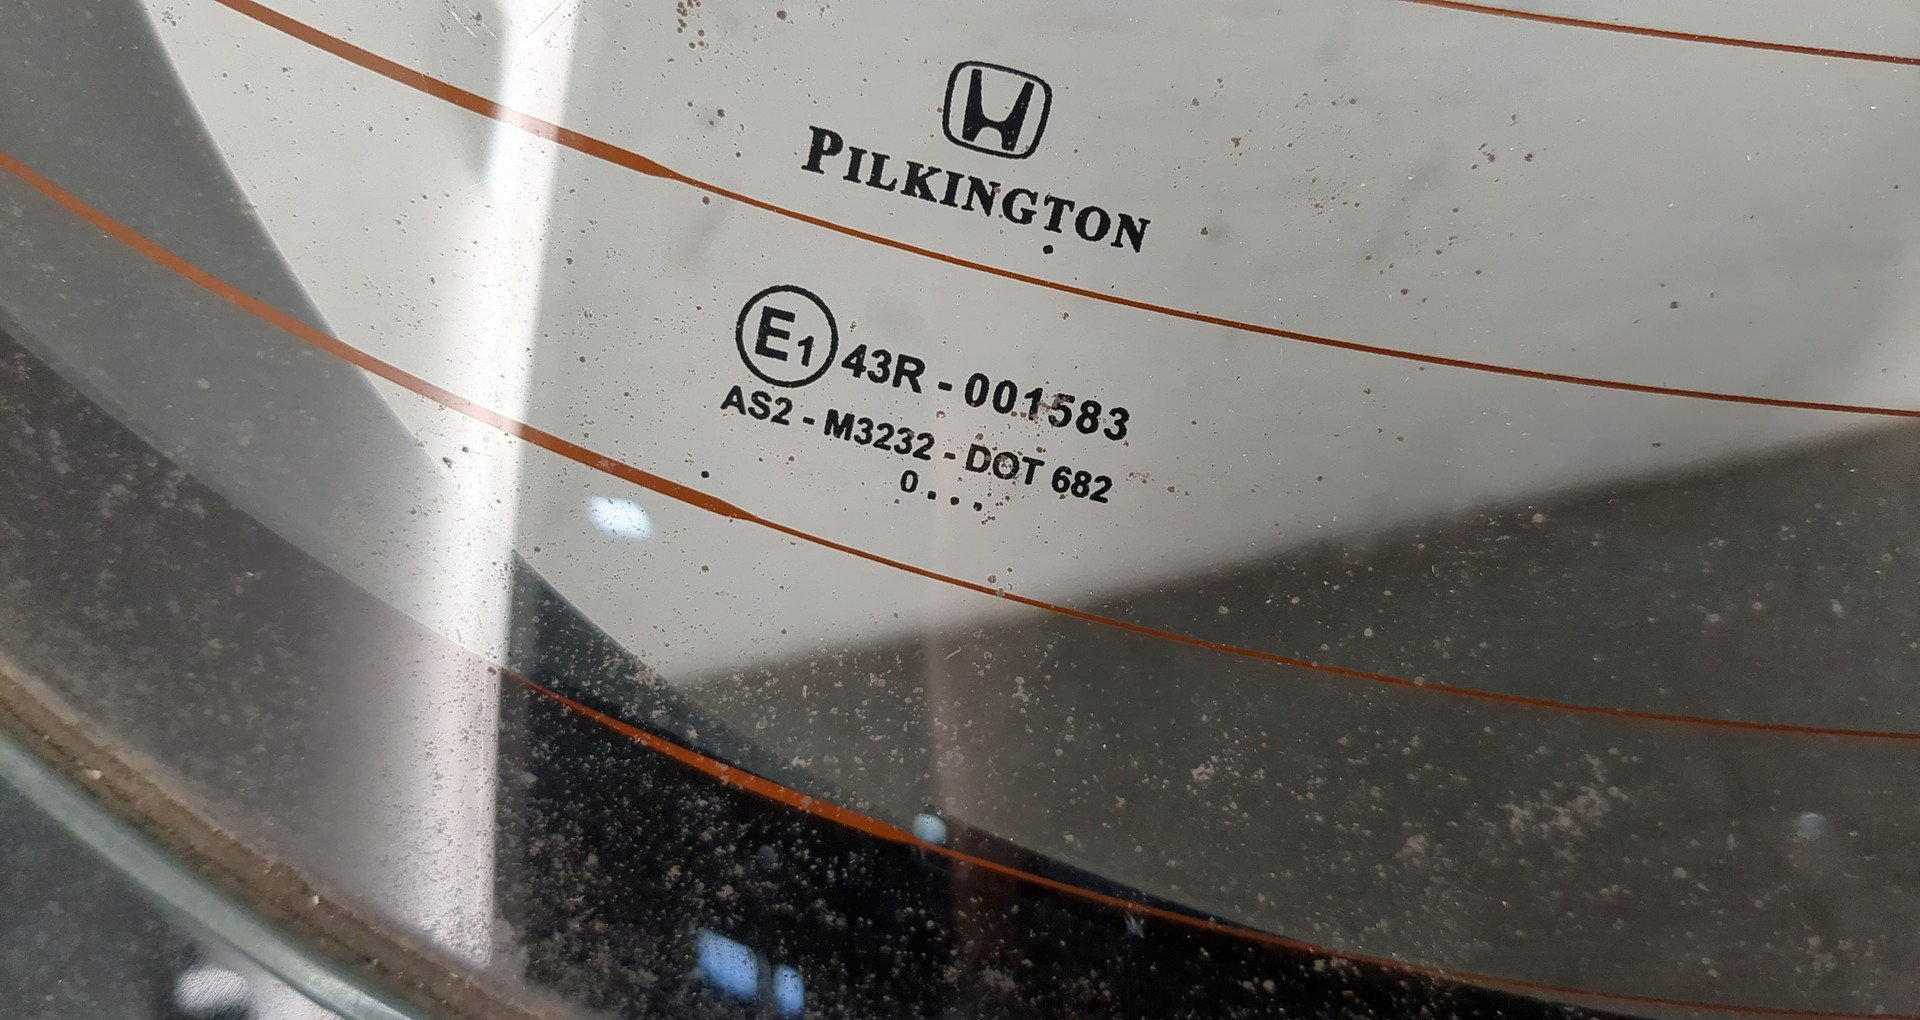 PILKINGTON
E1 43R - 001583
AS2 - M3232 - DOT 682
0...